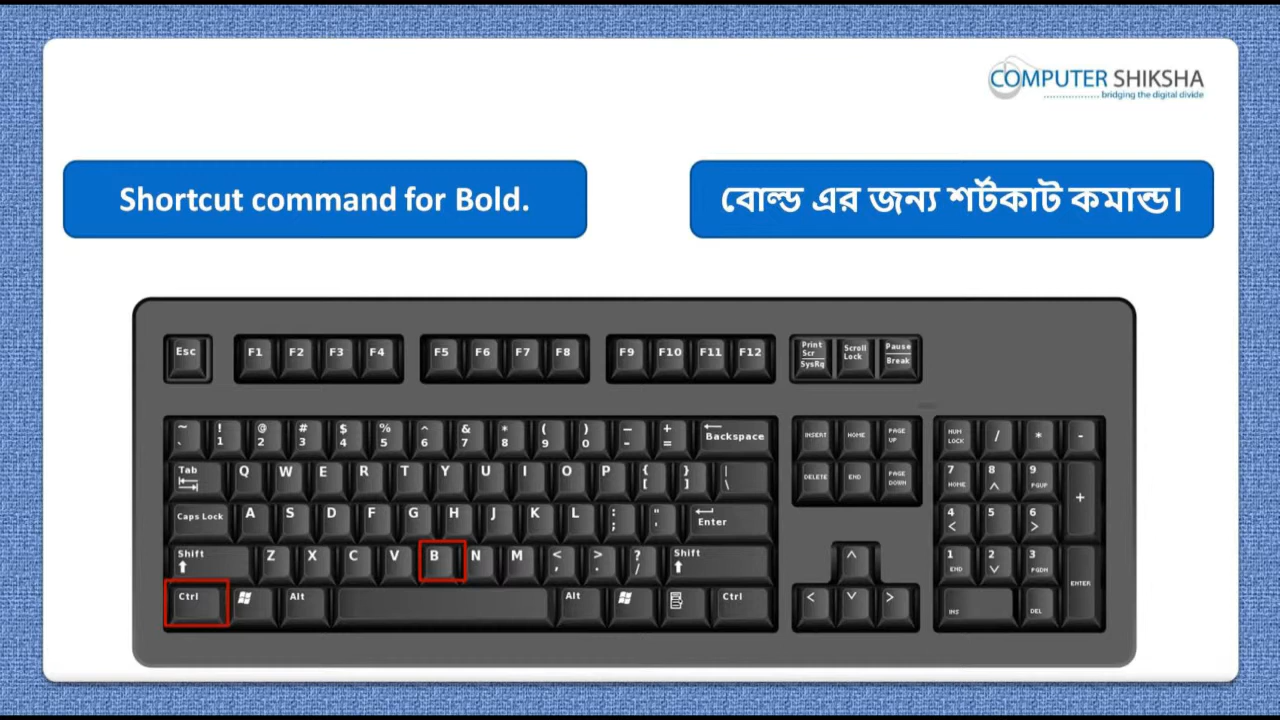 COMPUTER SHIKSHA
bridging the digital divide
Shortcut command for Bold.
বোল্ড এর জন্য শর্টকাট কমান্ড।
Esc F1 F2 F3 F4 F5 F6 F7 F8 F9 F10 F11 F12 Print Scr SysRq Scroll Lock Pause Break
~ ` ! 1 @ 2 # 3 $ 4 % 5 ^ 6 & 7 * 8 ( 9 ) 0 _ - + = Backspace INSERT HOME PAGE UP NUM LOCK / * -
Tab Q W E R T Y U I O P { [ } ] | \ DELETE END PAGE DOWN 7 HOME 8 9 PGUP +
Caps Lock A S D F G H J K L : ; " ' Enter 4 < 5 6 >
Shift Z X C V B N M < , > . ? / Shift 1 END 2 3 PGDN ENTER
Ctrl Alt Alt Ctrl INS DEL